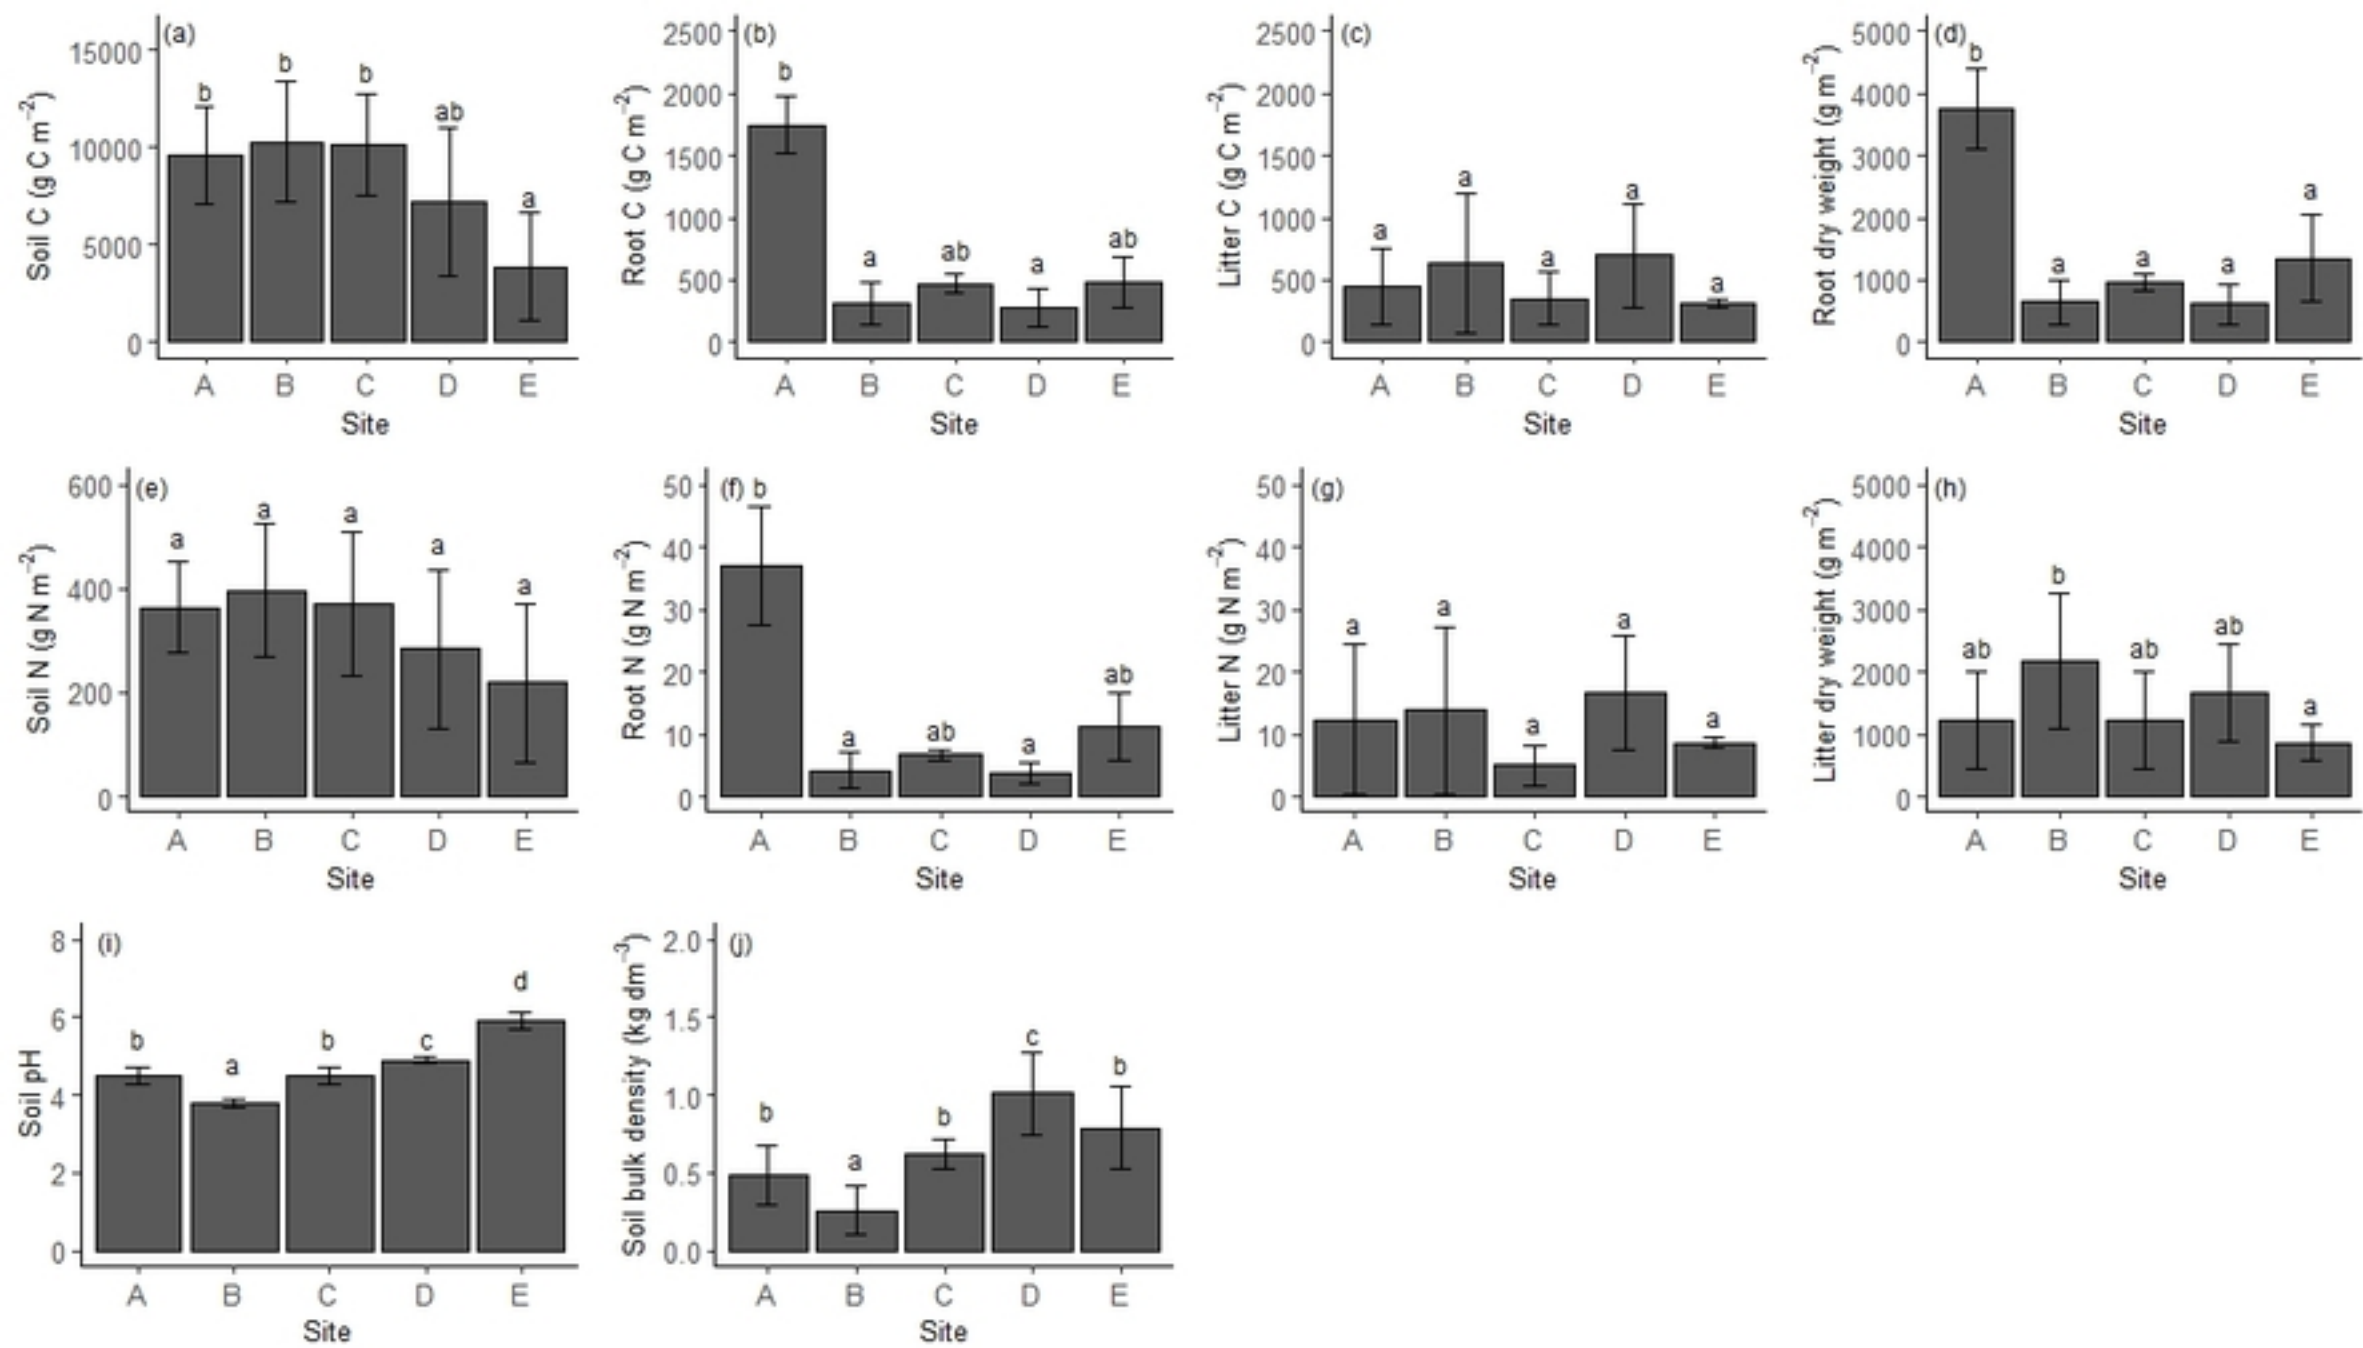 (a)
Soil C (g C m⁻²)
15000
10000
5000
0
b
b
b
ab
a
A B C D E
Site
(b)
Root C (g C m⁻²)
2500
2000
1500
1000
500
0
b
a
ab
a
ab
A B C D E
Site
(c)
Litter C (g C m⁻²)
2500
2000
1500
1000
500
0
a
a
a
a
a
A B C D E
Site
(d)
Root dry weight (g m⁻²)
5000
4000
3000
2000
1000
0
b
a
a
a
a
A B C D E
Site
(e)
Soil N (g N m⁻²)
600
400
200
0
a
a
a
a
a
A B C D E
Site
(f)
Root N (g N m⁻²)
50
40
30
20
10
0
b
a
ab
a
ab
A B C D E
Site
(g)
Litter N (g N m⁻²)
50
40
30
20
10
0
a
a
a
a
a
A B C D E
Site
(h)
Litter dry weight (g m⁻²)
5000
4000
3000
2000
1000
0
ab
b
ab
ab
a
A B C D E
Site
(i)
Soil pH
8
6
4
2
0
b
a
b
c
d
A B C D E
Site
(j)
Soil bulk density (kg dm⁻³)
2.0
1.5
1.0
0.5
0.0
b
a
b
c
b
A B C D E
Site